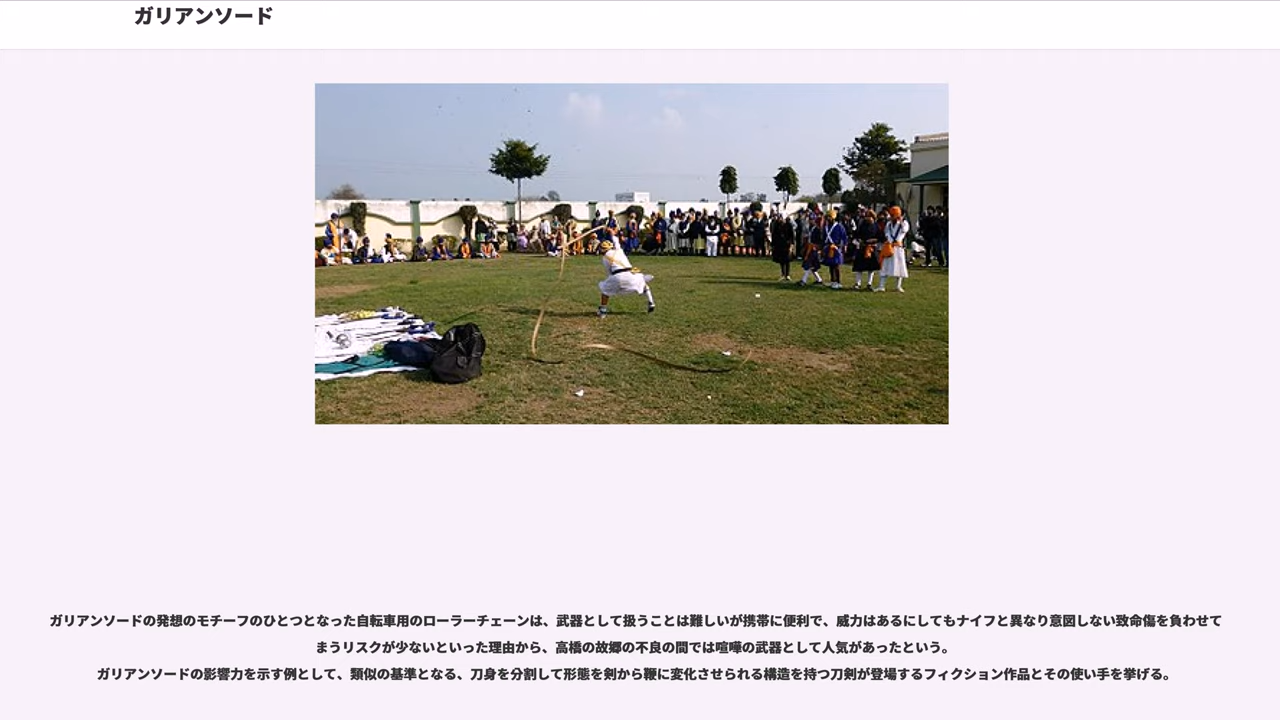 ガリアンソード
ガリアンソードの発想のモチーフのひとつとなった自転車用のローラーチェーンは、武器として扱うことは難しいが携帯に便利で、威力はあるにしてもナイフと異なり意図しない致命傷を負わせて
まうリスクが少ないといった理由から、高橋の故郷の不良の間では喧嘩の武器として人気があったという。
ガリアンソードの影響力を示す例として、類似の基準となる、刀身を分割して形態を剣から鞭に変化させられる構造を持つ刀剣が登場するフィクション作品とその使い手を挙げる。